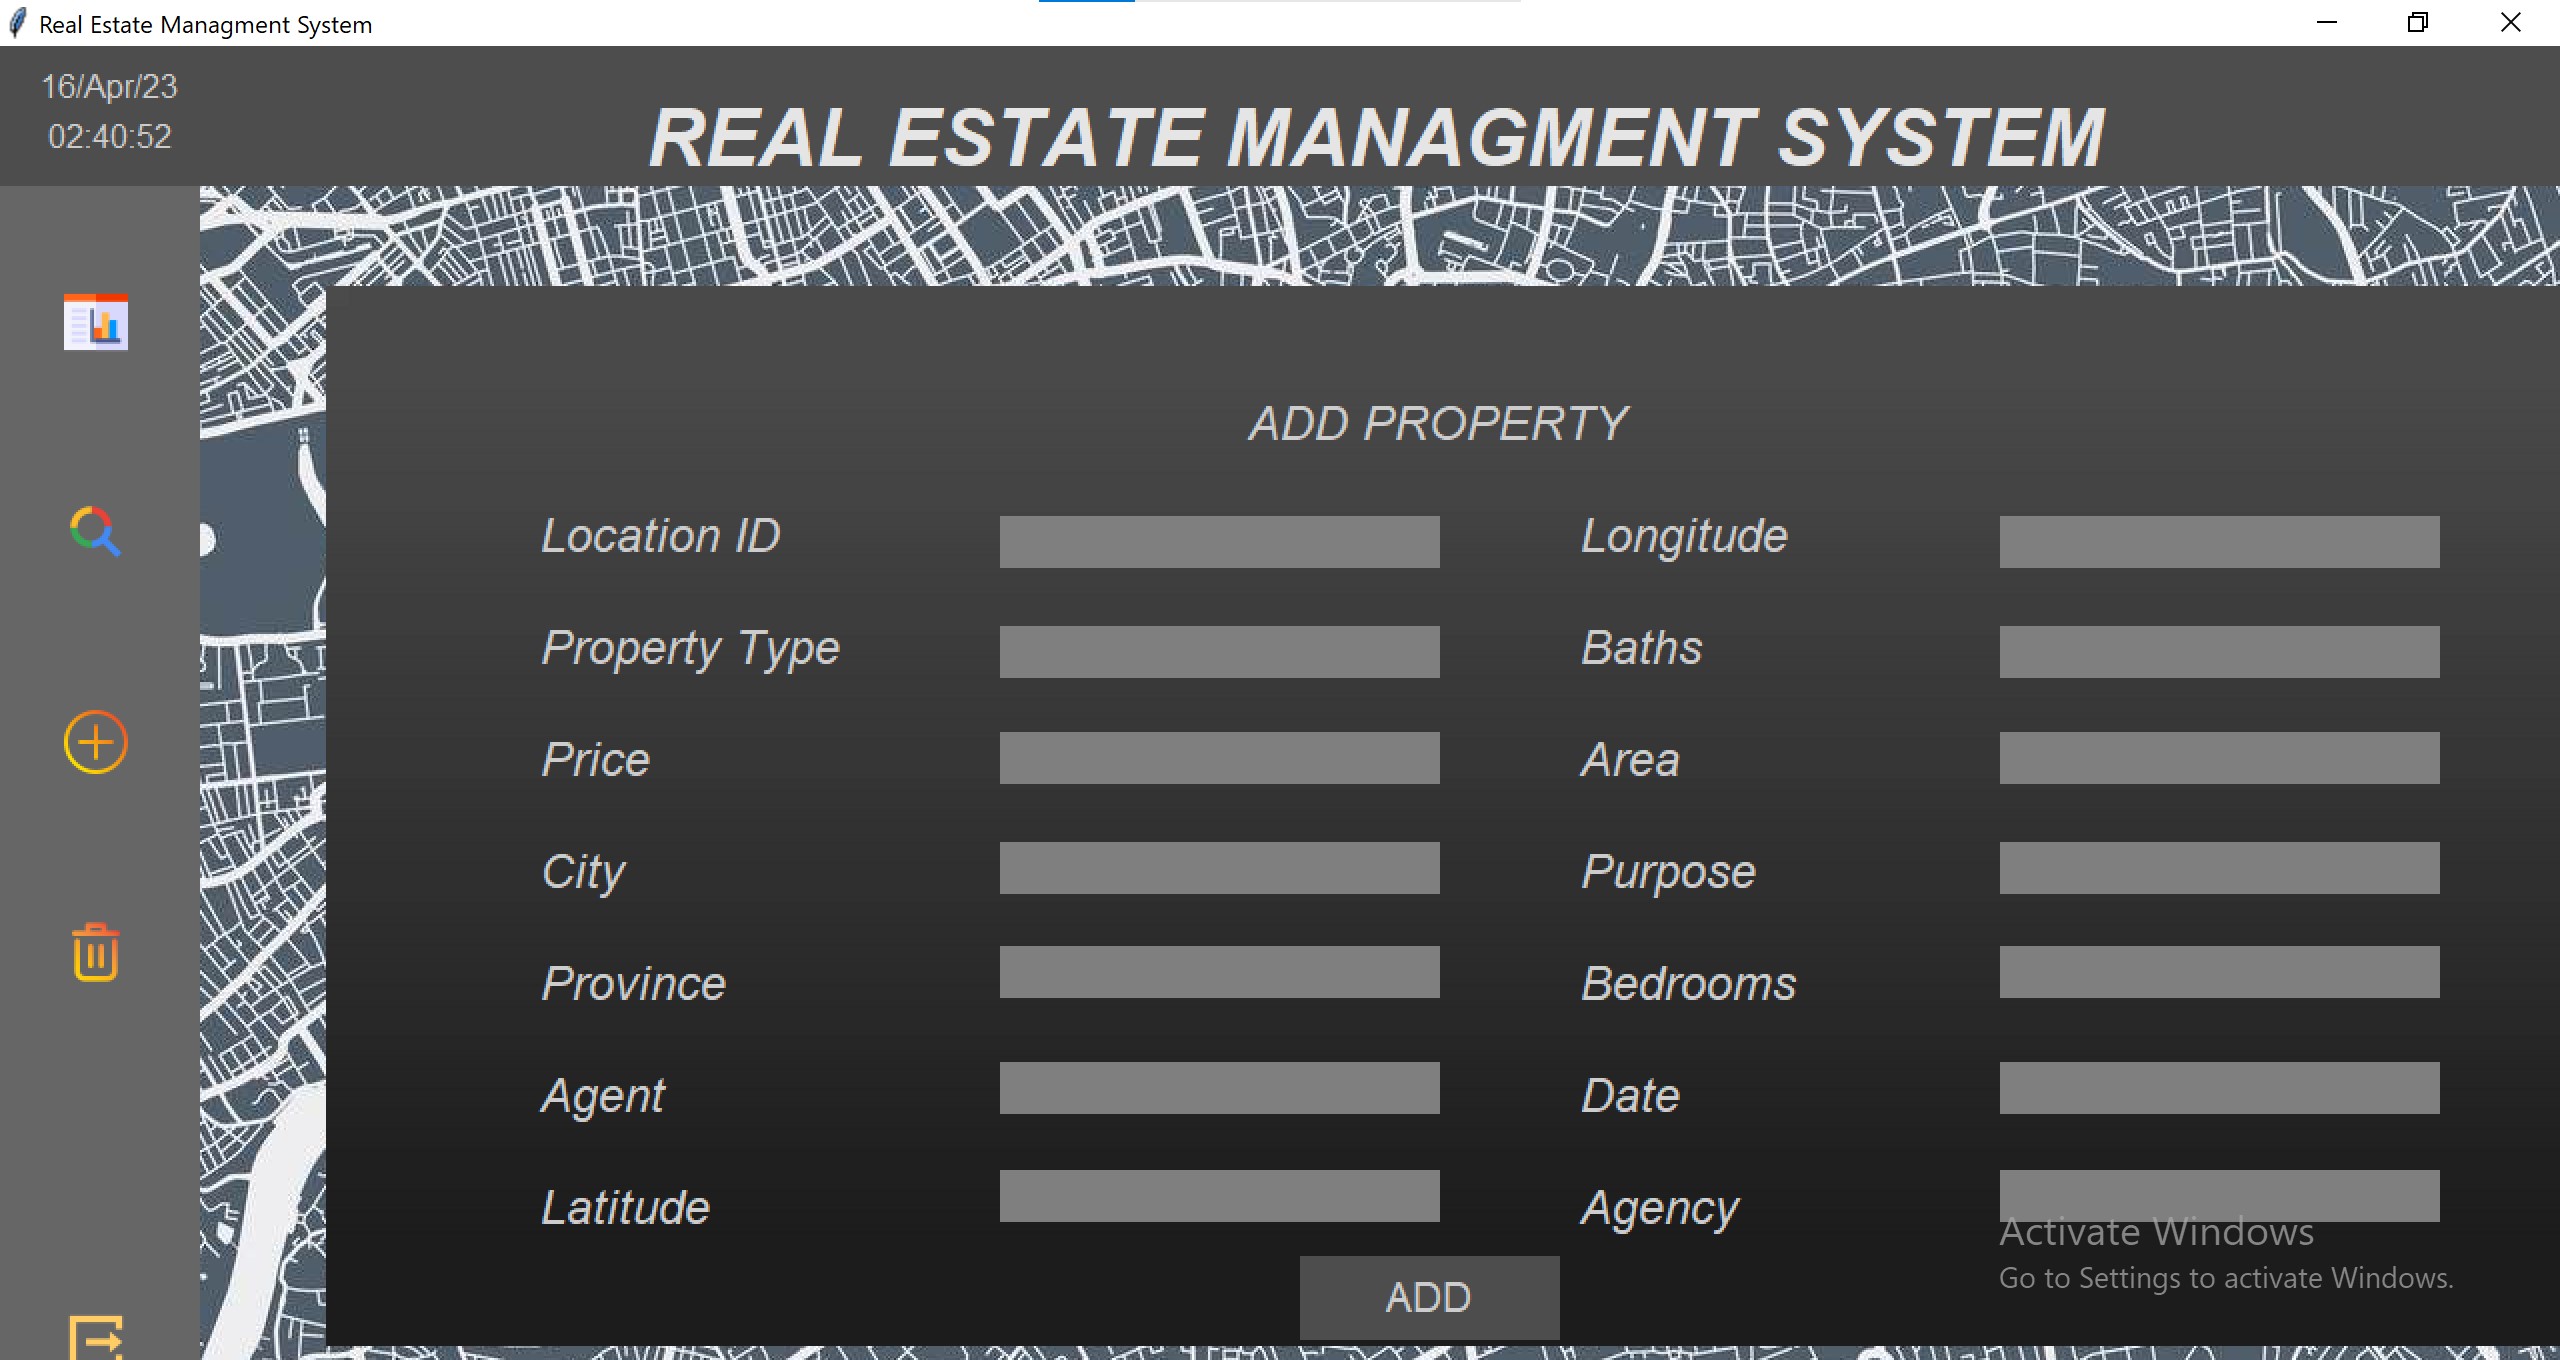 Real Estate Managment System
16/Apr/23
02:40:52
REAL ESTATE MANAGMENT SYSTEM
ADD PROPERTY
Location ID
Longitude
Property Type
Baths
Price
Area
City
Purpose
Province
Bedrooms
Agent
Date
Latitude
Agency
Activate Windows
Go to Settings to activate Windows.
ADD